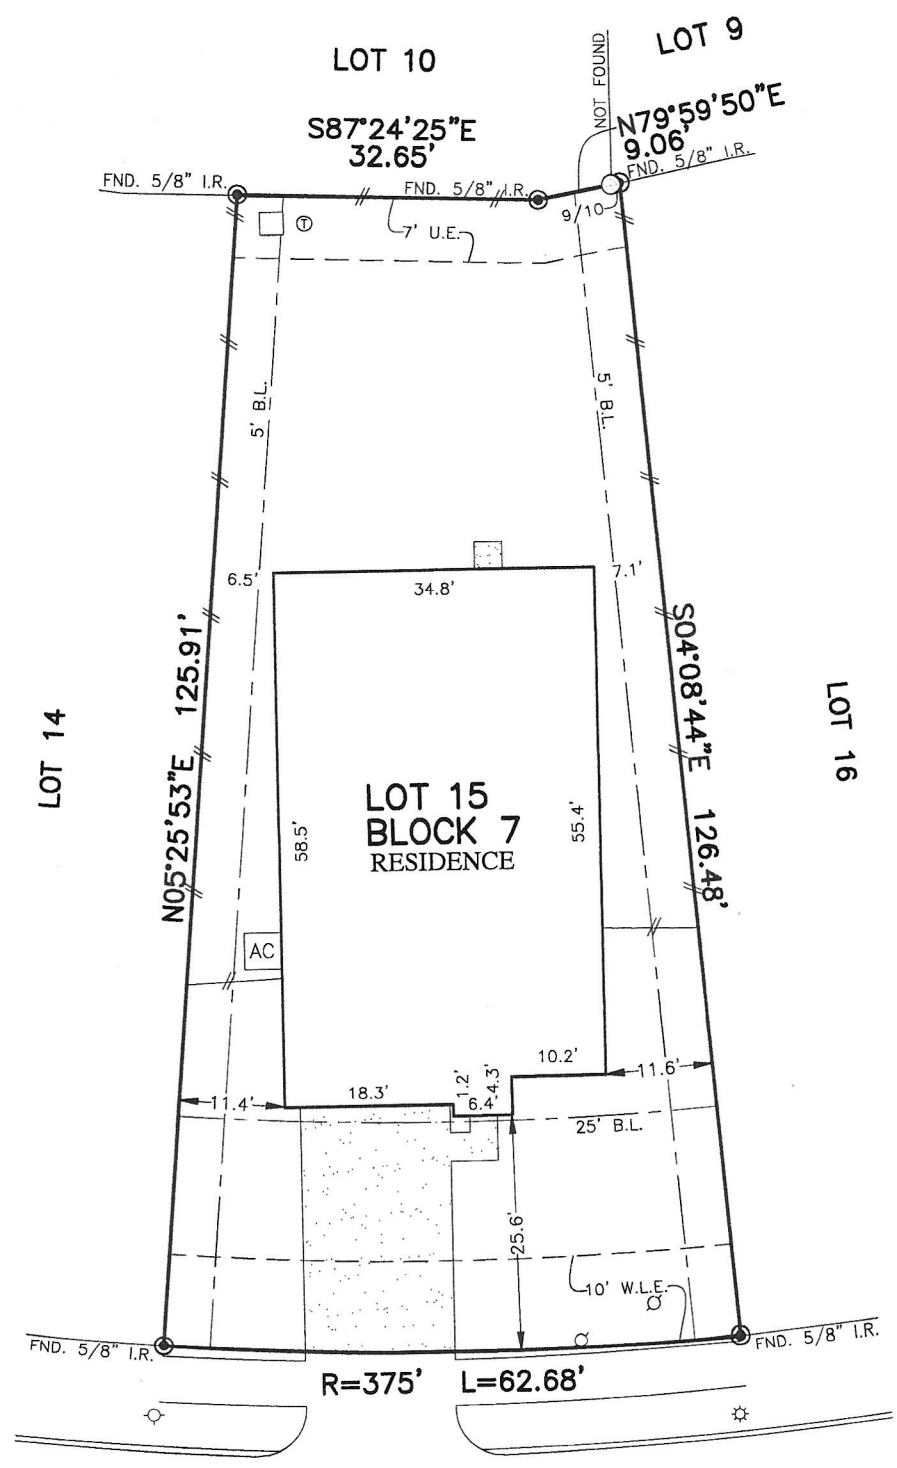 LOT 10
LOT 9
NOT FOUND
S87°24'25"E
32.65'
N79°59'50"E
9.06'
FND. 5/8" I.R.
FND. 5/8" I.R.
FND. 5/8" I.R.
9/10
T
7' U.E.
5' B.L.
5' B.L.
6.5'
34.8'
7.1'
N05°25'53"E 125.91'
S04°08'44"E 126.48'
LOT 14
LOT 16
LOT 15
BLOCK 7
RESIDENCE
58.5'
55.4'
AC
10.2'
11.6'
18.3'
1.2'
4.3'
6.4'
11.4'
25' B.L.
25.6'
10' W.L.E.
FND. 5/8" I.R.
FND. 5/8" I.R.
R=375' L=62.68'